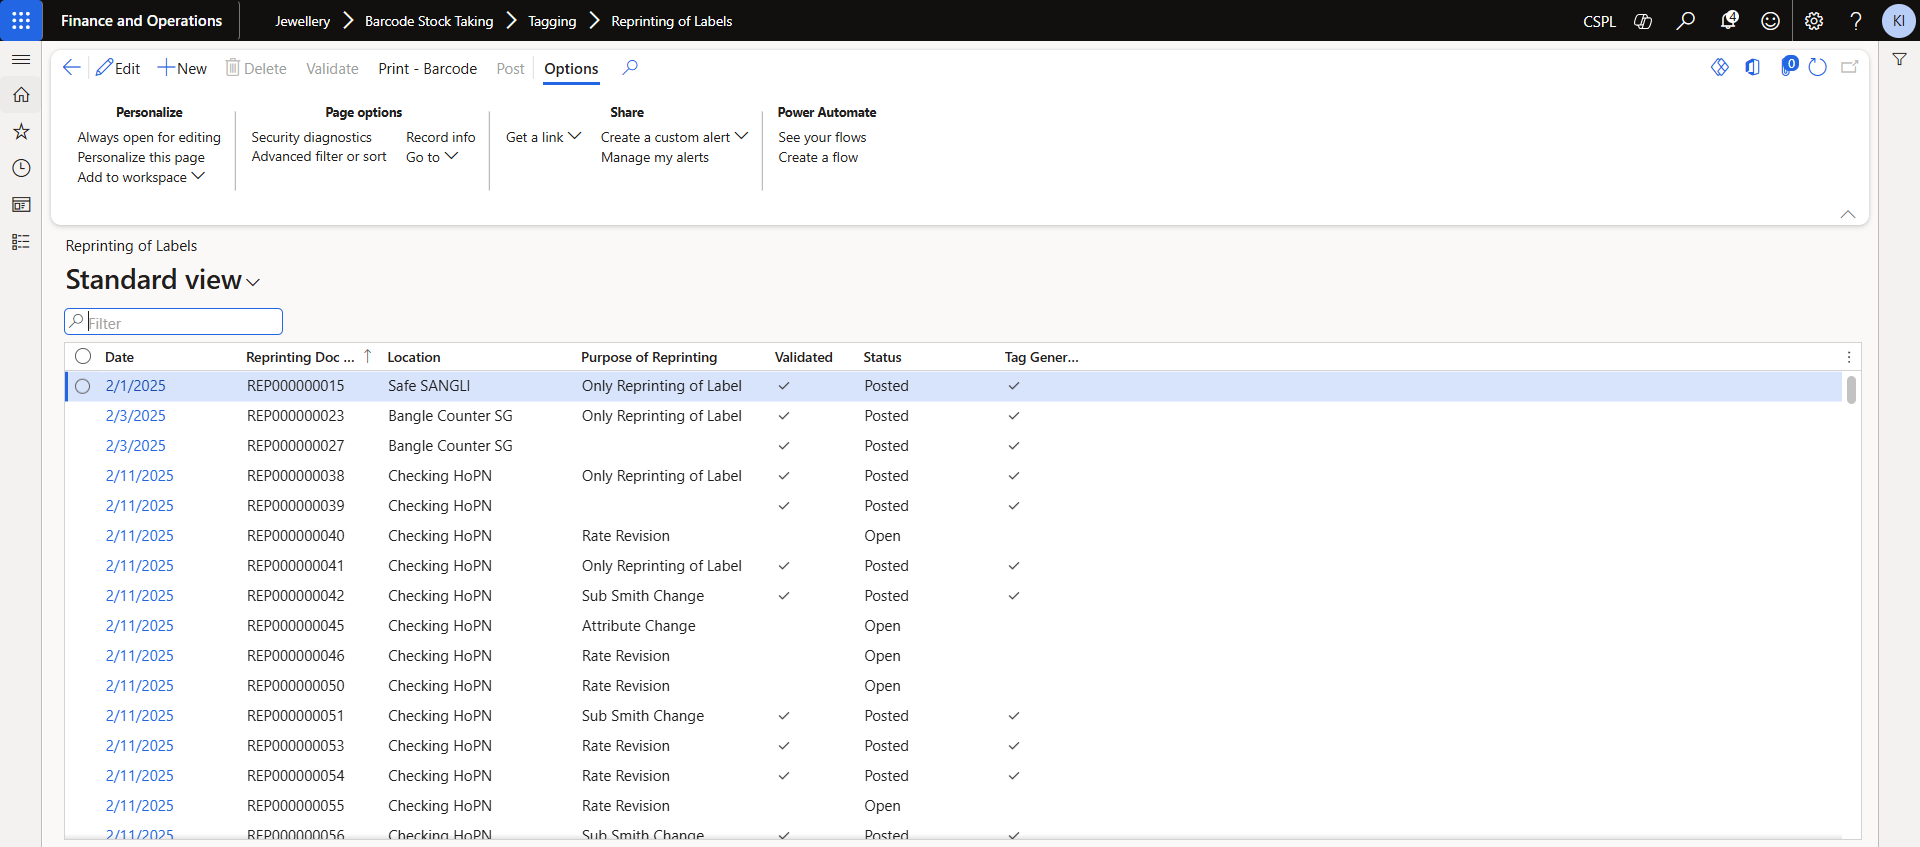 Finance and Operations Jewellery Barcode Stock Taking Tagging Reprinting of Labels CSPL 4 KI
Edit New Delete Validate Print - Barcode Post Options 0
Personalize
Always open for editing
Personalize this page
Add to workspace
Page options
Security diagnostics Record info
Advanced filter or sort Go to
Share
Get a link Create a custom alert
Manage my alerts
Power Automate
See your flows
Create a flow
Reprinting of Labels
Standard view
Filter
Date Reprinting Doc ... Location Purpose of Reprinting Validated Status Tag Gener...
2/1/2025 REP000000015 Safe SANGLI Only Reprinting of Label Posted
2/3/2025 REP000000023 Bangle Counter SG Only Reprinting of Label Posted
2/3/2025 REP000000027 Bangle Counter SG Posted
2/11/2025 REP000000038 Checking HoPN Only Reprinting of Label Posted
2/11/2025 REP000000039 Checking HoPN Posted
2/11/2025 REP000000040 Checking HoPN Rate Revision Open
2/11/2025 REP000000041 Checking HoPN Only Reprinting of Label Posted
2/11/2025 REP000000042 Checking HoPN Sub Smith Change Posted
2/11/2025 REP000000045 Checking HoPN Attribute Change Open
2/11/2025 REP000000046 Checking HoPN Rate Revision Open
2/11/2025 REP000000050 Checking HoPN Rate Revision Open
2/11/2025 REP000000051 Checking HoPN Sub Smith Change Posted
2/11/2025 REP000000053 Checking HoPN Rate Revision Posted
2/11/2025 REP000000054 Checking HoPN Rate Revision Posted
2/11/2025 REP000000055 Checking HoPN Rate Revision Open
2/11/2025 REP000000056 Checking HoPN Sub Smith Change Posted